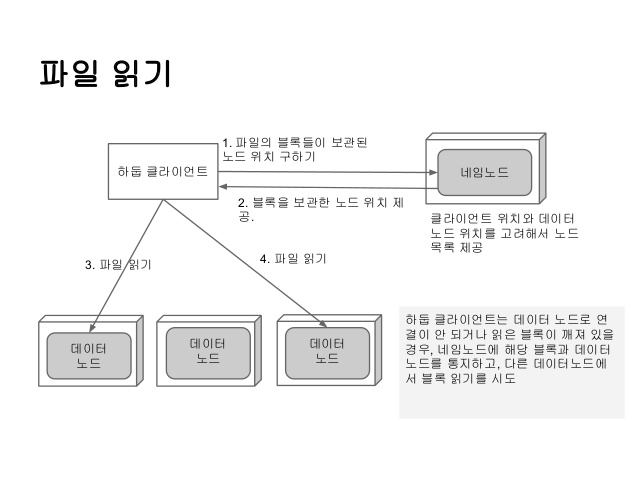 파일 읽기
1. 파일의 블록들이 보관된
노드 위치 구하기
하둡 클라이언트
네임노드
2. 블록을 보관한 노드 위치 제
공.
클라이언트 위치와 데이터
노드 위치를 고려해서 노드
목록 제공
3. 파일 읽기
4. 파일 읽기
데이터
노드
데이터
노드
데이터
노드
하둡 클라이언트는 데이터 노드로 연
결이 안 되거나 읽은 블록이 깨져 있을
경우, 네임노드에 해당 블록과 데이터
노드를 통지하고, 다른 데이터노드에
서 블록 읽기를 시도